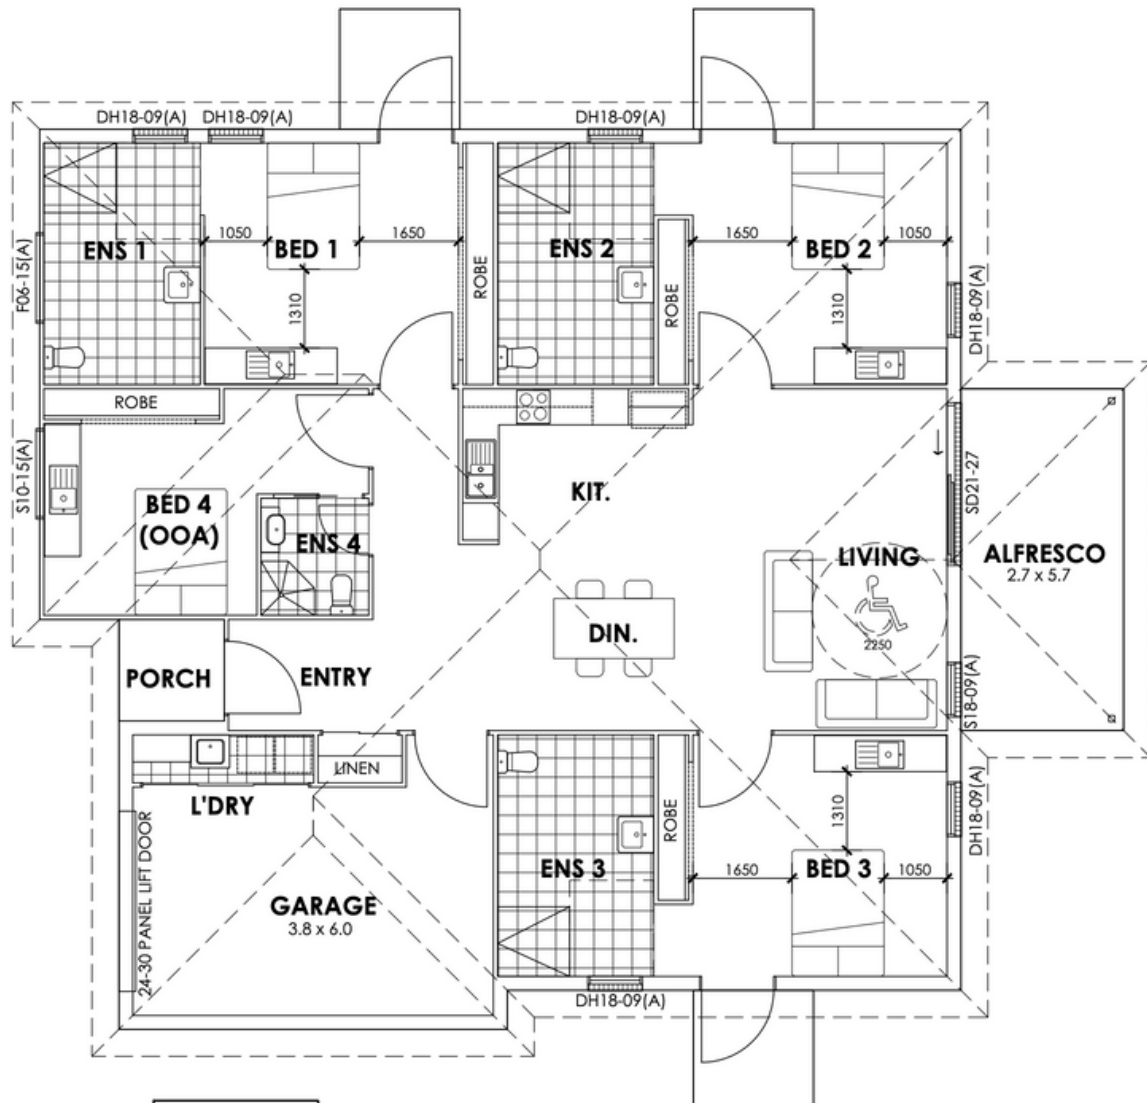 DH18-09(A)
DH18-09(A)
DH18-09(A)
F06-15(A)
ENS 1
1050
BED 1
1650
1310
ROBE
ENS 2
ROBE
1650
BED 2
1050
1310
DH18-09(A)
ROBE
S10-15(A)
BED 4
(OOA)
ENS 4
KIT.
SD21-27
LIVING
2250
ALFRESCO
2.7 x 5.7
DIN.
PORCH
ENTRY
S18-09(A)
LINEN
L'DRY
24-30 PANEL LIFT DOOR
GARAGE
3.8 x 6.0
ENS 3
ROBE
1310
1650
BED 3
1050
DH18-09(A)
DH18-09(A)